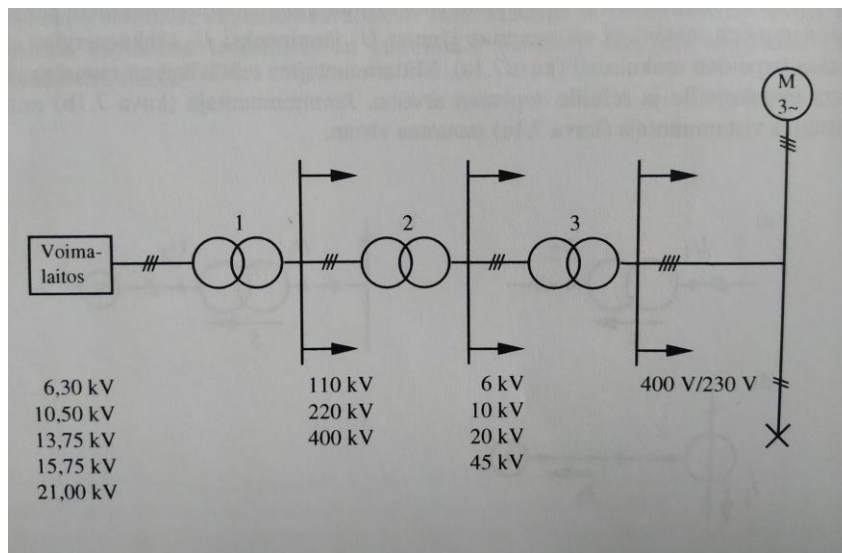 M
3~
1
2
3
Voima-
laitos
6,30 kV
10,50 kV
13,75 kV
15,75 kV
21,00 kV
110 kV
220 kV
400 kV
6 kV
10 kV
20 kV
45 kV
400 V/230 V